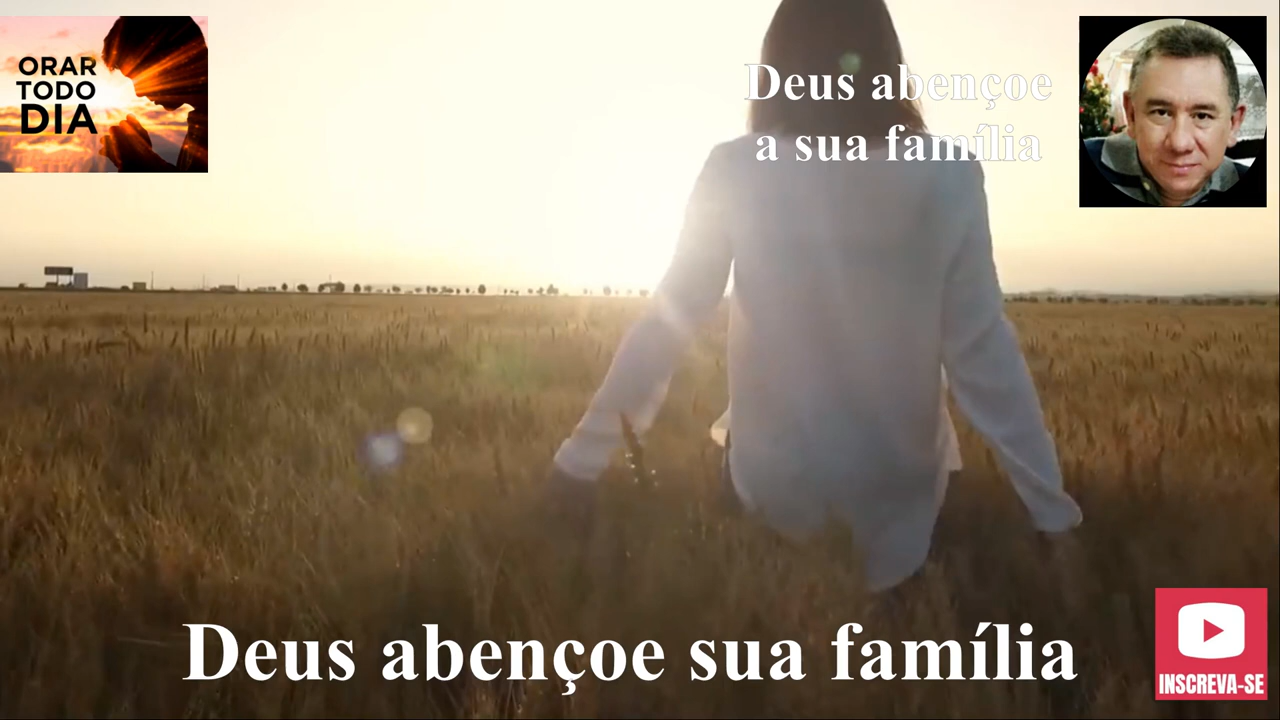 ORAR
TODO
DIA
Deus abençoe
a sua família
Deus abençoe sua família
INSCREVA-SE